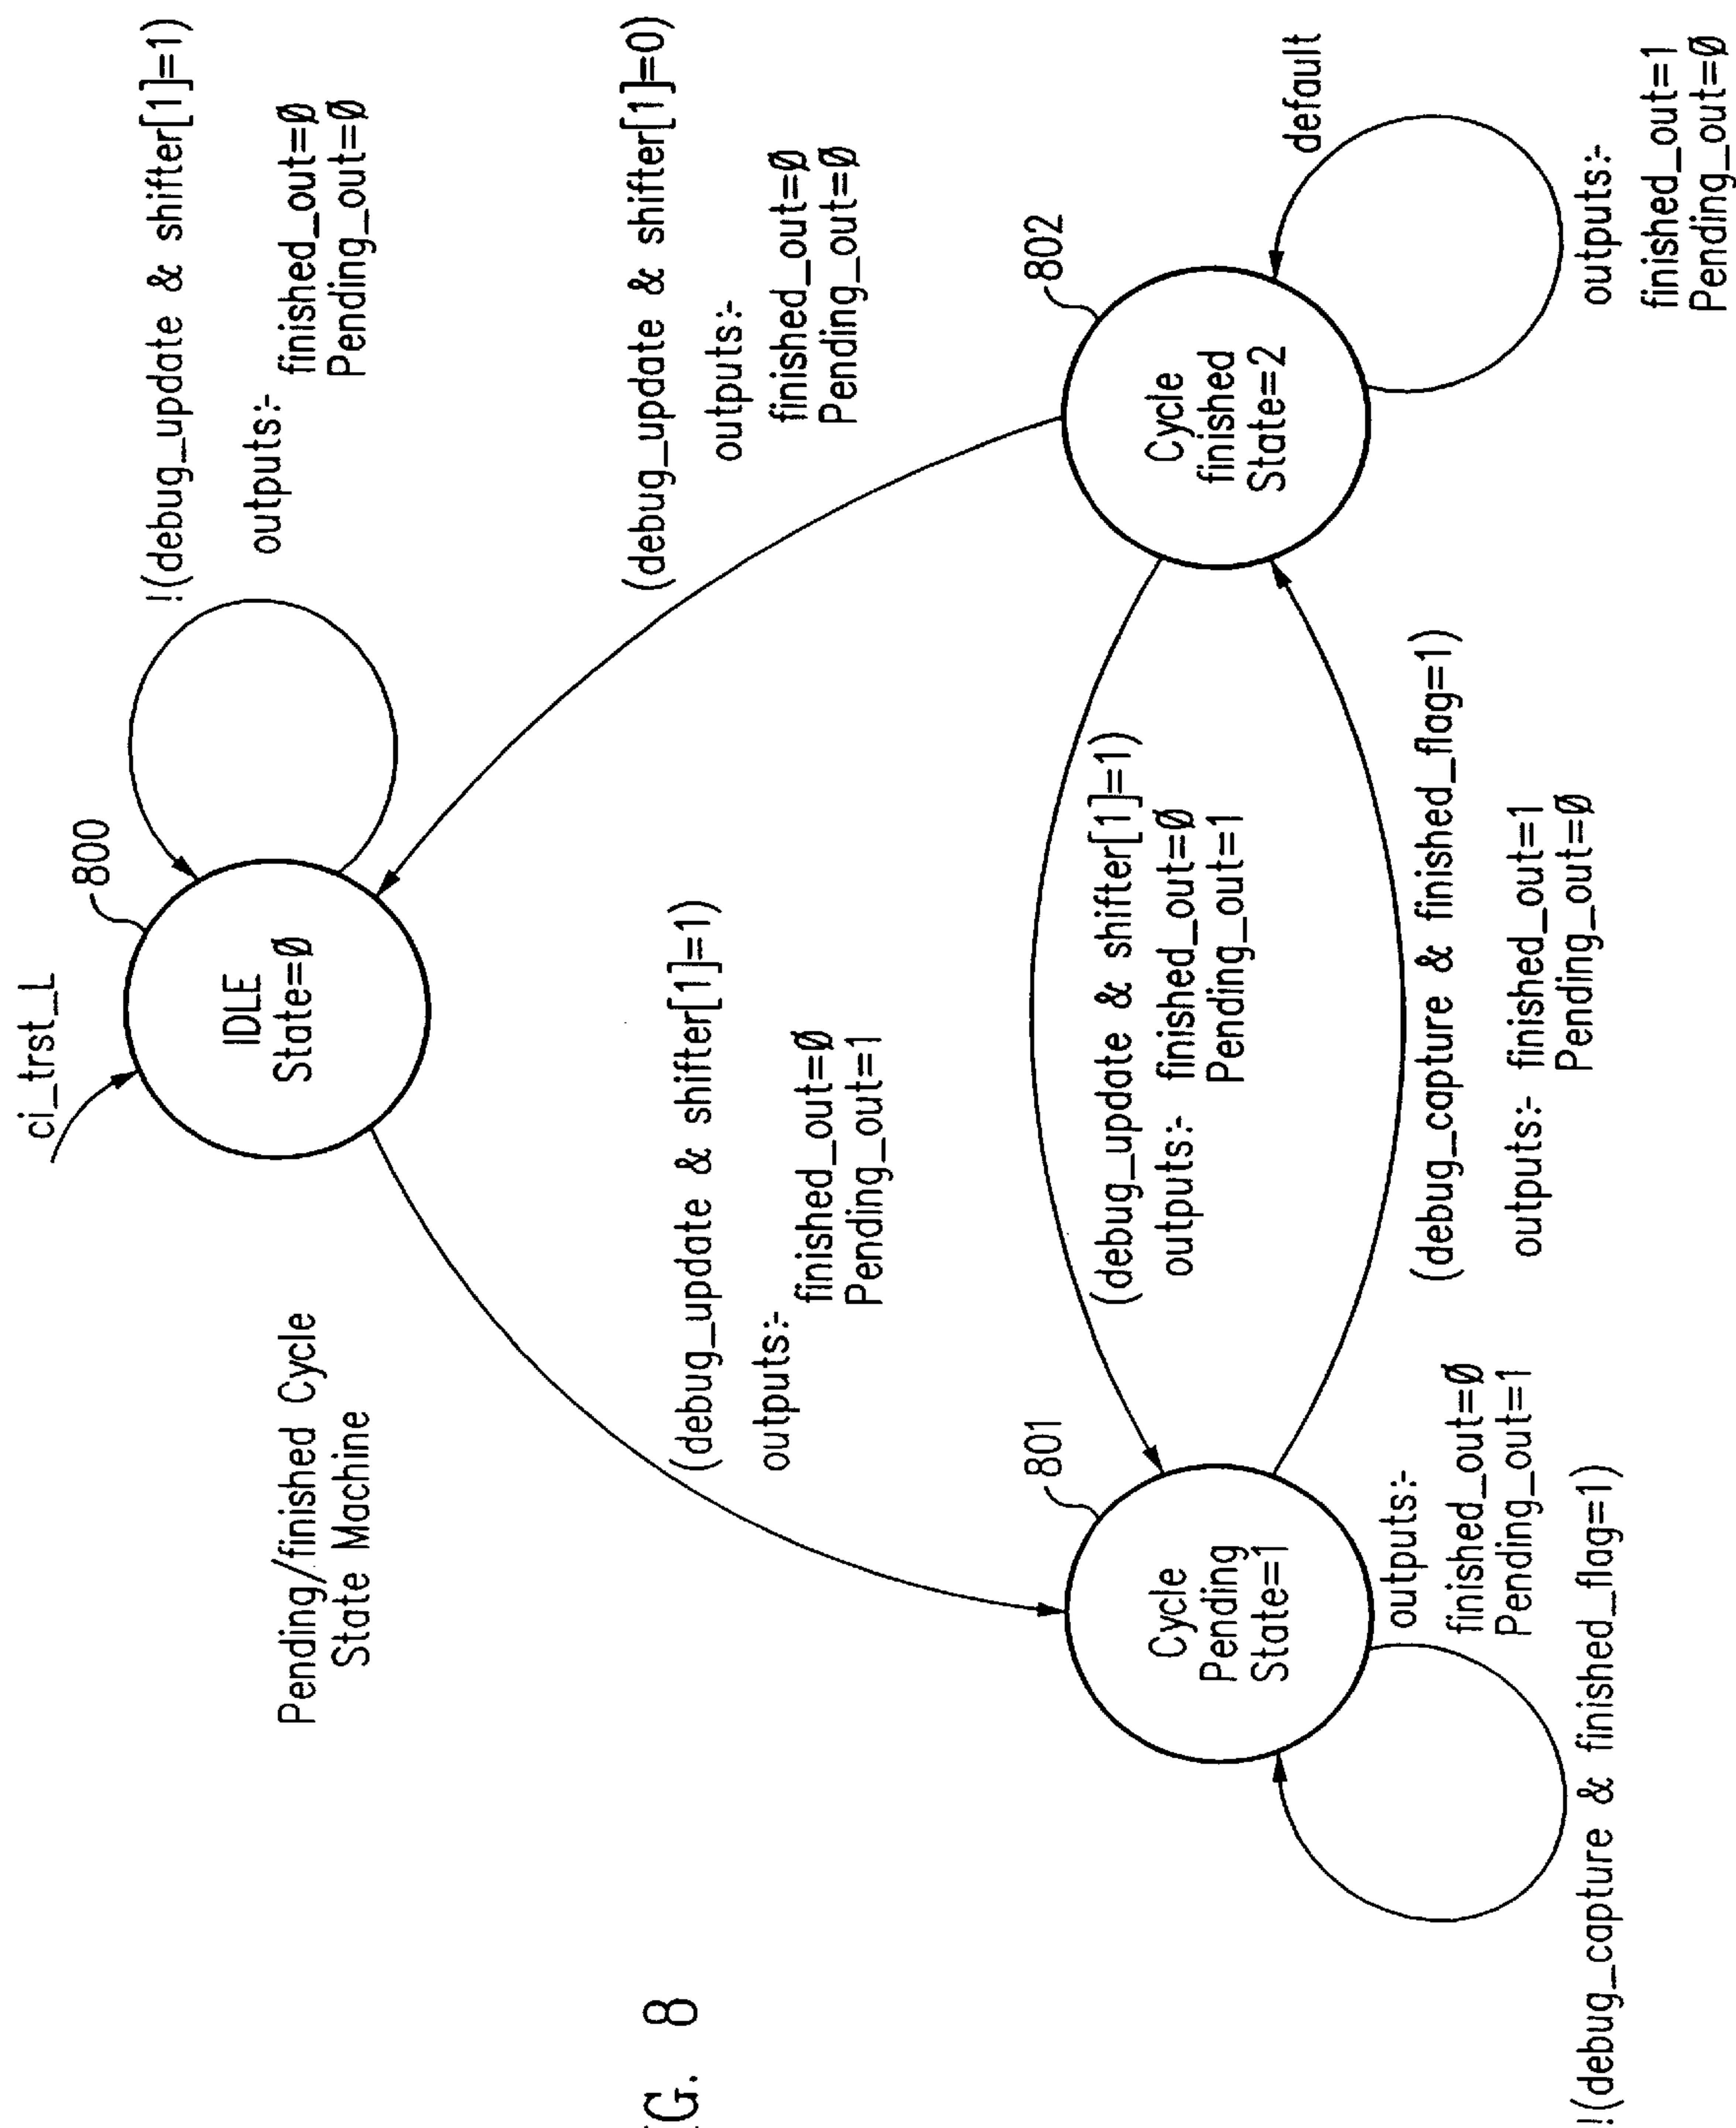 ci_trst_L
800
IDLE
State=Ø
!(debug_update & shifter[1]=1)
outputs:-
finished_out=Ø
Pending_out=Ø
Pending/finished Cycle
State Machine
(debug_update & shifter[1]=1)
outputs:-
finished_out=Ø
Pending_out=1
(debug_update & shifter[1]=0)
outputs:-
finished_out=Ø
Pending_out=Ø
801
Cycle
Pending
State=1
(debug_update & shifter[1]=1)
outputs:- finished_out=Ø
Pending_out=1
802
Cycle
finished
State=2
default
outputs:-
finished_out=1
Pending_out=Ø
(debug_capture & finished_flag=1)
outputs:- finished_out=1
Pending_out=Ø
outputs:-
finished_out=Ø
Pending_out=1
!(debug_capture & finished_flag=1)
G. 8